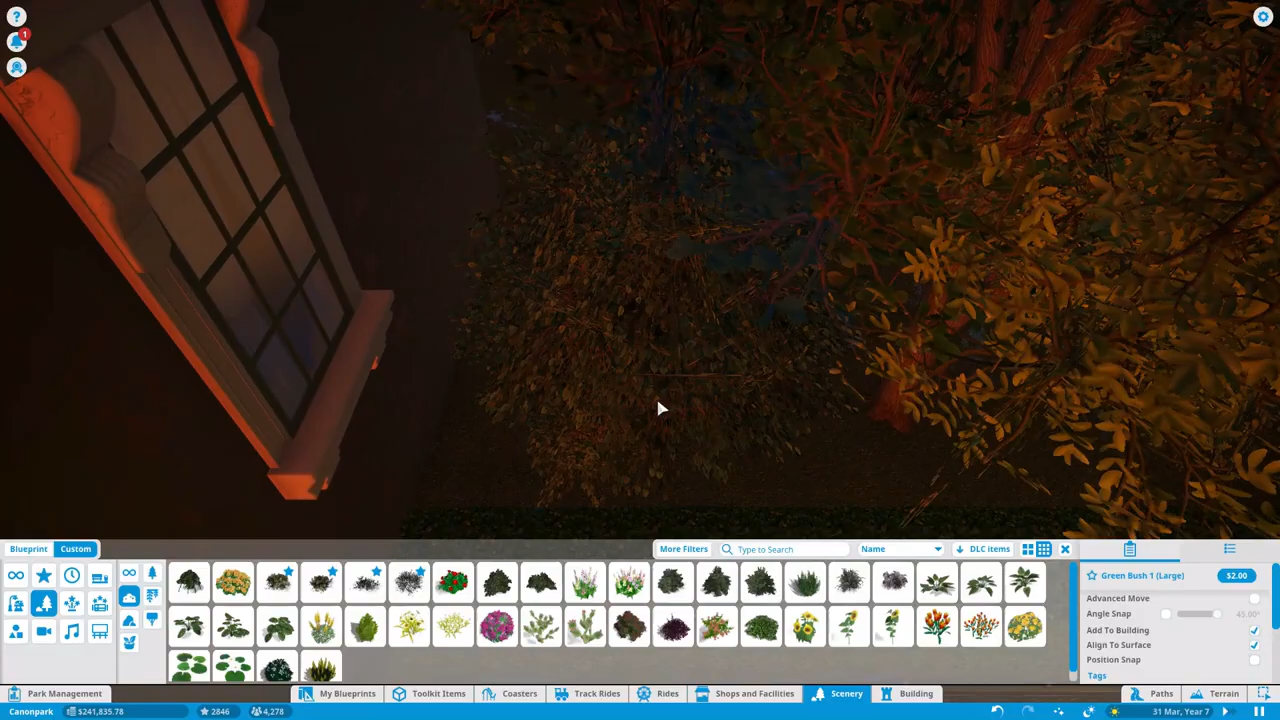 ?
1
Blueprint
Custom
More Filters
Type to Search
Name
DLC items
Green Bush 1 (Large)
$2.00
Advanced Move
Angle Snap
45.00°
Add To Building
Align To Surface
Position Snap
Tags
Park Management
My Blueprints
Toolkit Items
Coasters
Track Rides
Rides
Shops and Facilities
Scenery
Building
Paths
Terrain
Canonpark
$241,835.78
2846
4,278
31 Mar, Year 7